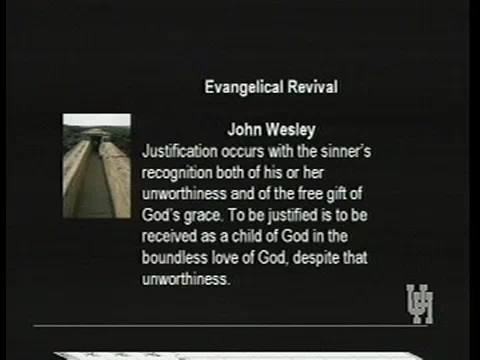 Evangelical Revival
John Wesley
Justification occurs with the sinner's
recognition both of his or her
unworthiness and of the free gift of
God's grace. To be justified is to be
received as a child of God in the
boundless love of God, despite that
unworthiness.
UH